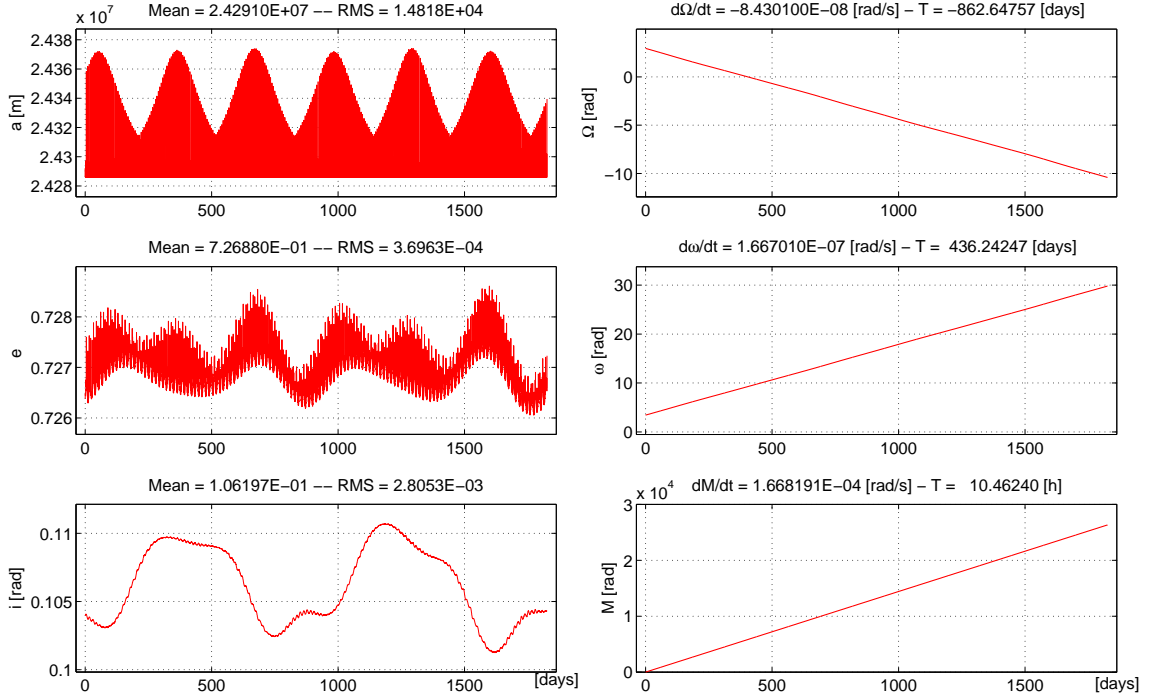 Mean = 2.42910E+07 −− RMS = 1.4818E+04
x 10^7
2.438
2.436
2.434
2.432
2.43
2.428
a [m]
0 500 1000 1500
dΩ/dt = −8.430100E−08 [rad/s] − T = −862.64757 [days]
0
−5
−10
Ω [rad]
0 500 1000 1500
Mean = 7.26880E−01 −− RMS = 3.6963E−04
0.728
0.727
0.726
e
0 500 1000 1500
dω/dt = 1.667010E−07 [rad/s] − T = 436.24247 [days]
30
20
10
0
ω [rad]
0 500 1000 1500
Mean = 1.06197E−01 −− RMS = 2.8053E−03
0.11
0.105
0.1
i [rad]
0 500 1000 1500 [days]
dM/dt = 1.668191E−04 [rad/s] − T = 10.46240 [h]
x 10^4
3
2
1
0
M [rad]
0 500 1000 1500 [days]